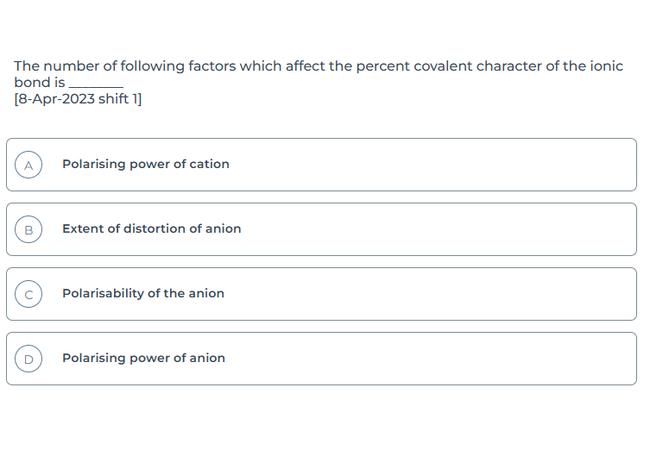 The number of following factors which affect the percent covalent character of the ionic
bond is ________
[8-Apr-2023 shift 1]
A Polarising power of cation
B Extent of distortion of anion
C Polarisability of the anion
D Polarising power of anion